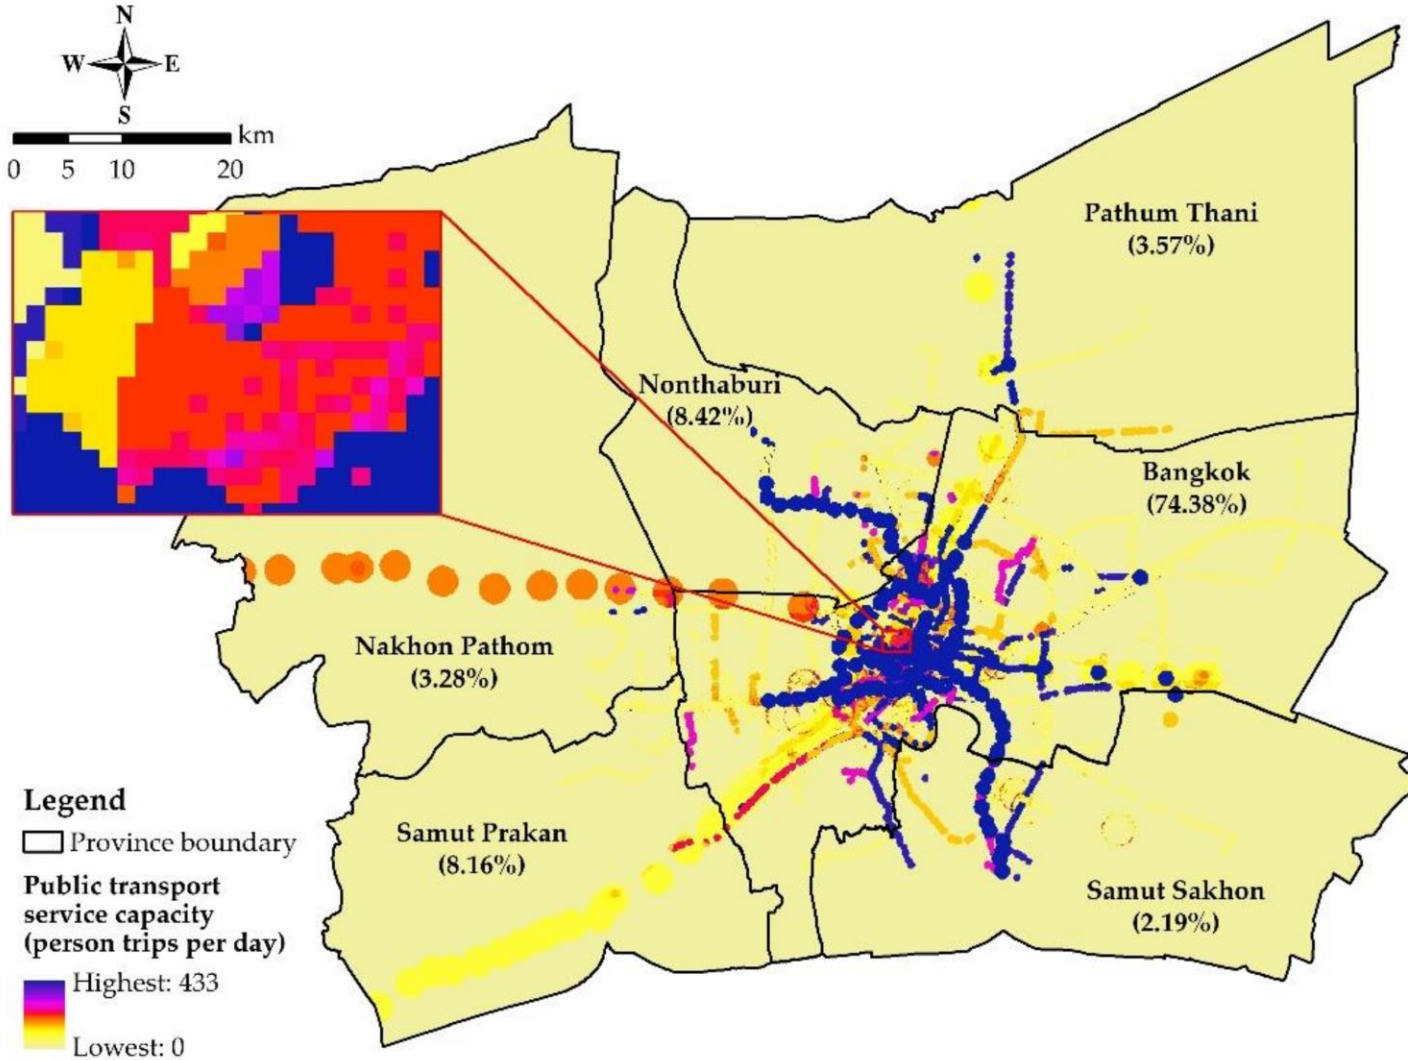 N
W E
S
km
0 5 10 20
Pathum Thani
(3.57%)
Nonthaburi
(8.42%)
Bangkok
(74.38%)
Nakhon Pathom
(3.28%)
Samut Prakan
(8.16%)
Samut Sakhon
(2.19%)
Legend
Province boundary
Public transport
service capacity
(person trips per day)
Highest: 433
Lowest: 0